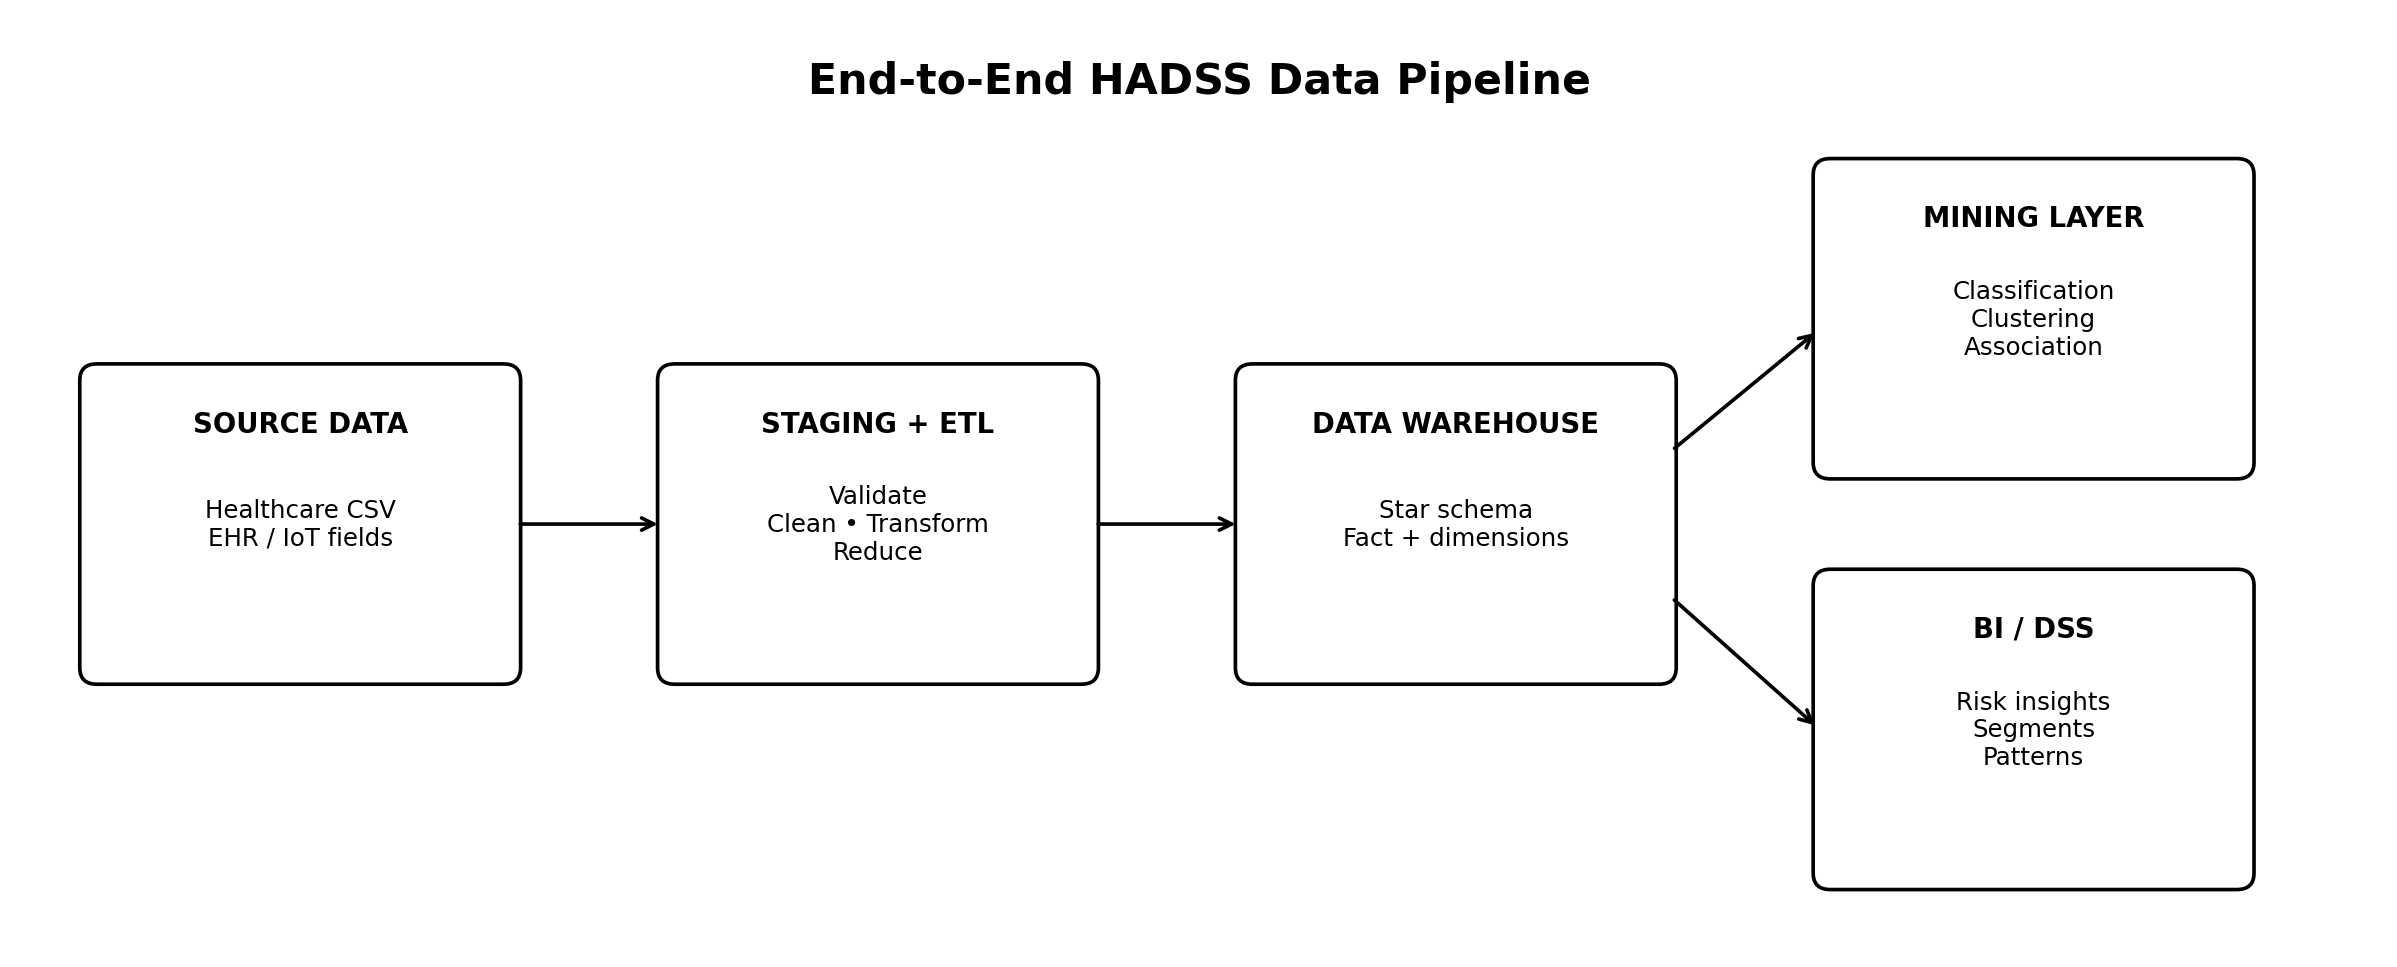 End-to-End HADSS Data Pipeline
SOURCE DATA
Healthcare CSV
EHR / IoT fields
STAGING + ETL
Validate
Clean • Transform
Reduce
DATA WAREHOUSE
Star schema
Fact + dimensions
MINING LAYER
Classification
Clustering
Association
BI / DSS
Risk insights
Segments
Patterns